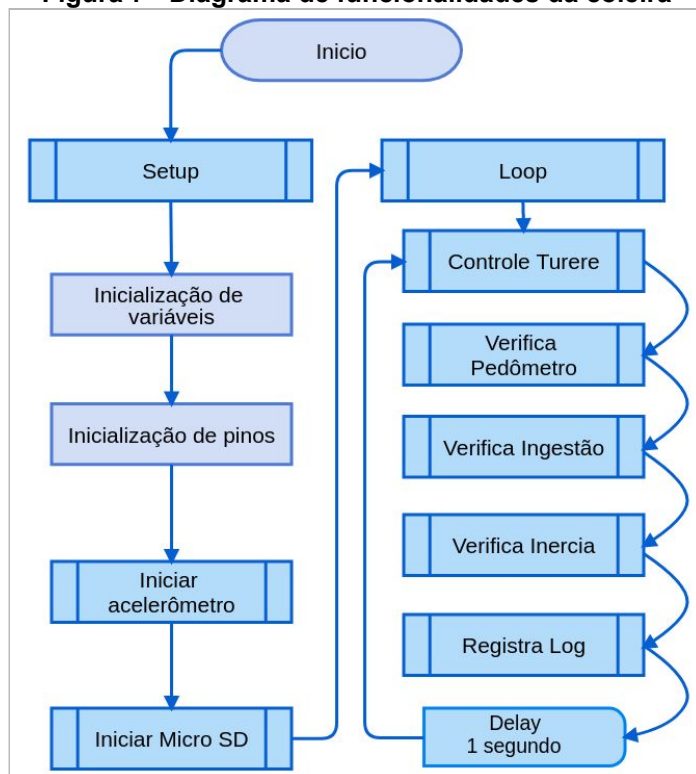 Inicio
Setup
Inicialização de
variáveis
Inicialização de pinos
Iniciar
acelerômetro
Iniciar Micro SD
Loop
Controle Turere
Verifica
Pedômetro
Verifica Ingestão
Verifica Inercia
Registra Log
Delay
1 segundo